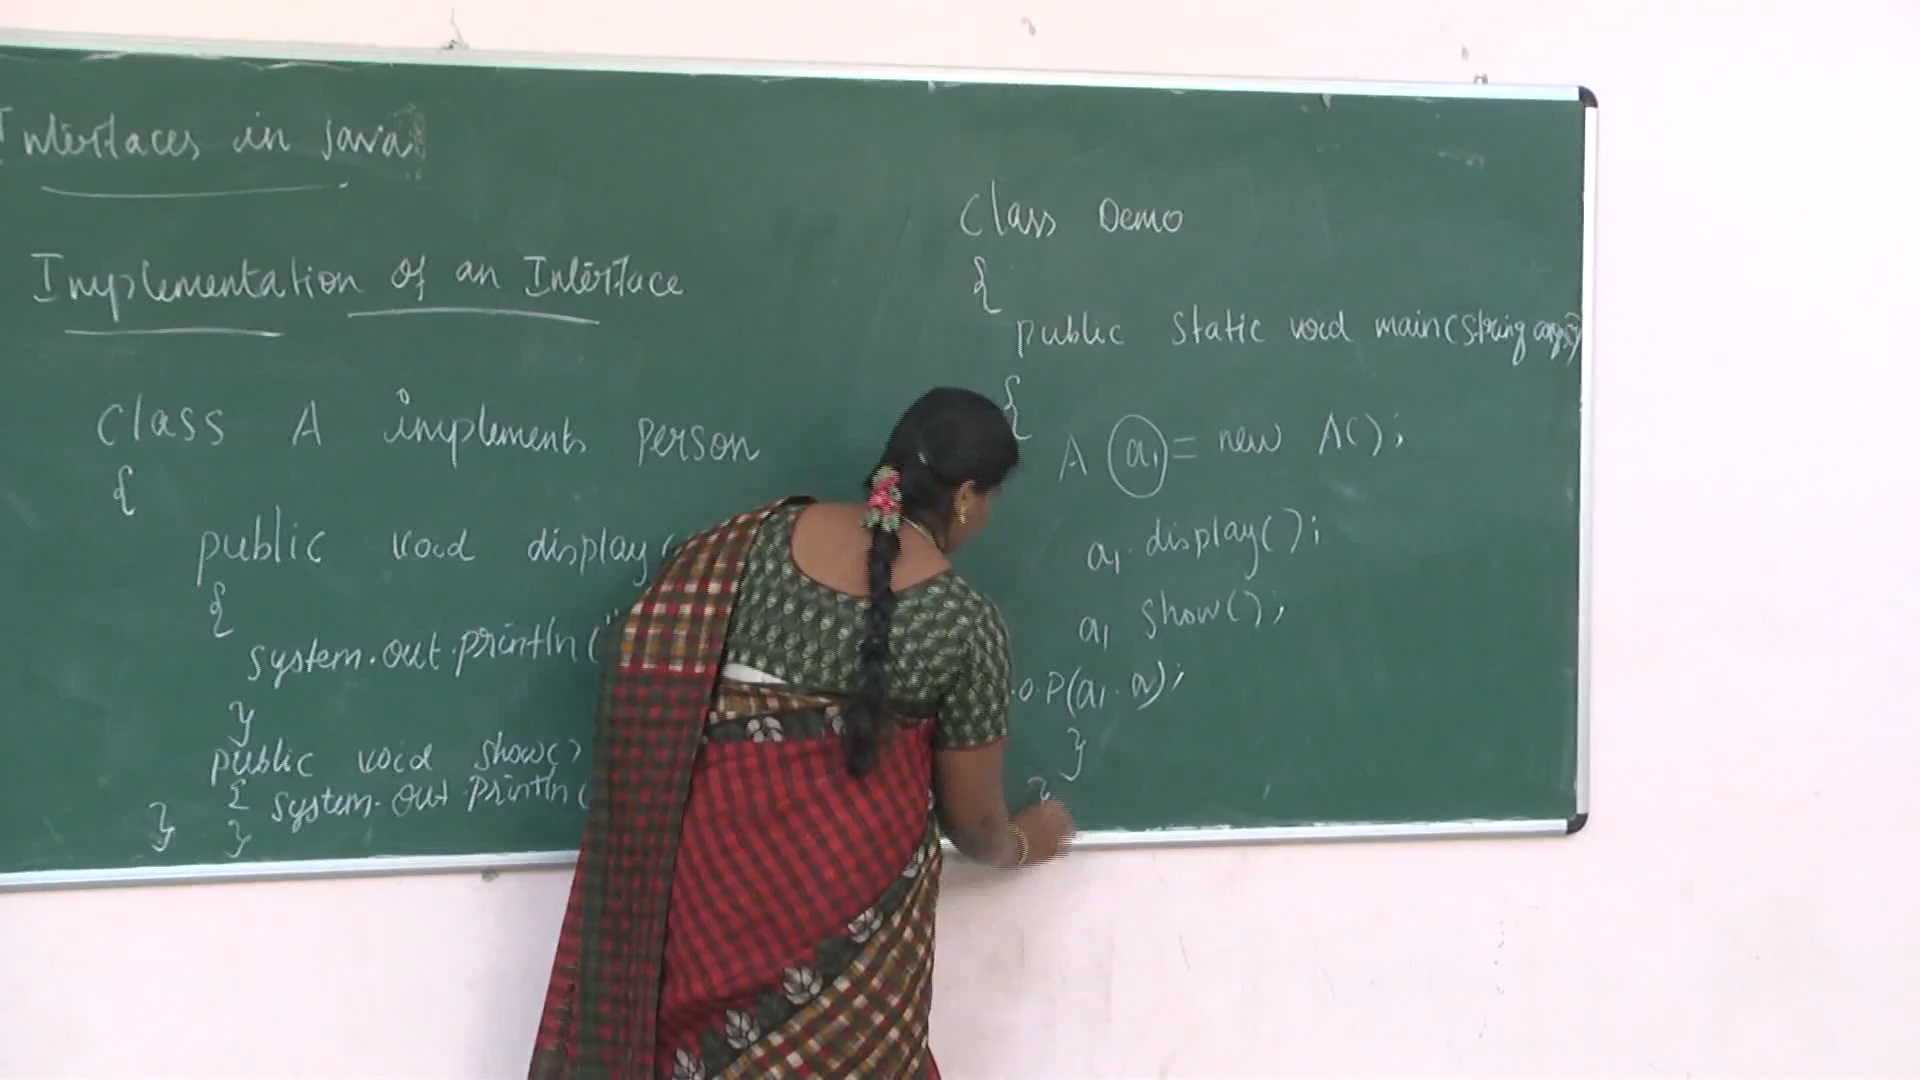 Interfaces in Java
Implementation of an Interface
Class A implements person
{
public void display(
{
system.out.println("
}
public void show()
{ system.out.println(
} }
Class Demo
{
public static void main(String args[])
{
A a1 = new A();
a1.display();
a1 show();
.o.P(a1.a);
}
}